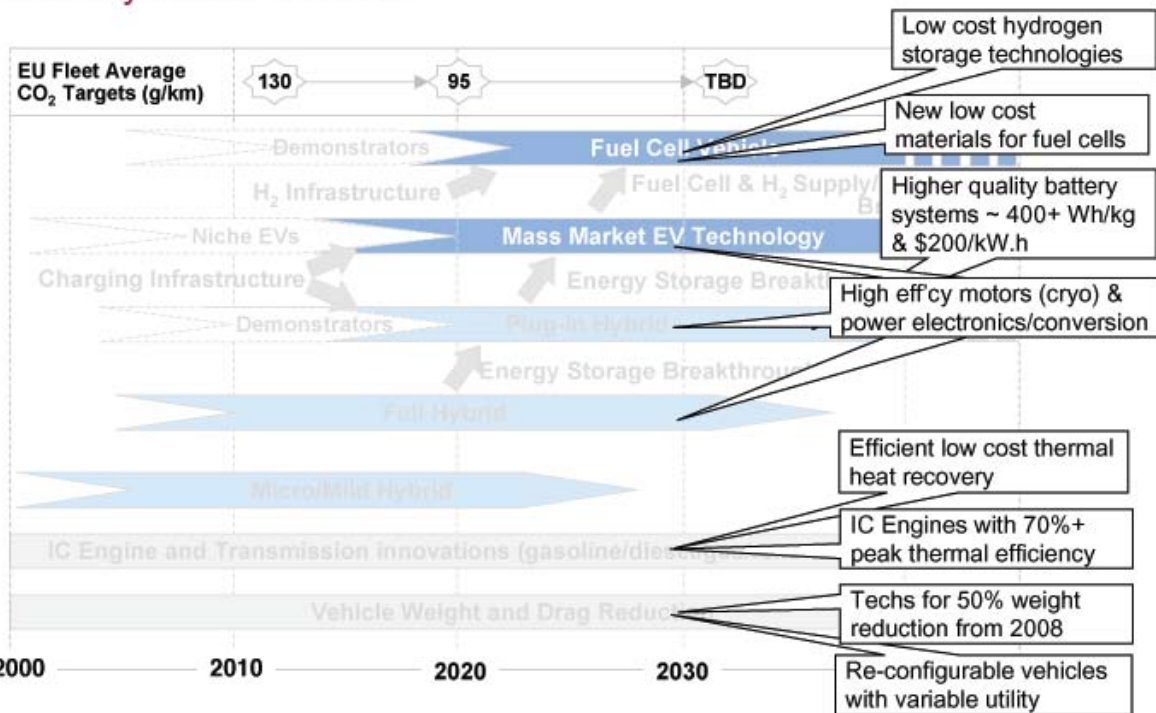 EU Fleet Average
CO₂ Targets (g/km)
130
95
TBD
Low cost hydrogen
storage technologies
New low cost
materials for fuel cells
Demonstrators
Fuel Cell Vehicle
H₂ Infrastructure
Fuel Cell & H₂ Supply/
Higher quality battery
systems ~ 400+ Wh/kg
& $200/kW.h
Niche EVs
Mass Market EV Technology
Charging Infrastructure
Energy Storage
High eff'cy motors (cryo) &
power electronics/conversion
Demonstrators
Plug-In Hybrid
Energy Storage
Full Hybrid
Efficient low cost thermal
heat recovery
Micro/Mild Hybrid
IC Engines with 70%+
peak thermal efficiency
IC Engine and Transmission innovations
Techs for 50% weight
reduction from 2008
Vehicle Weight and Drag Reduction
Re-configurable vehicles
with variable utility
2000
2010
2020
2030